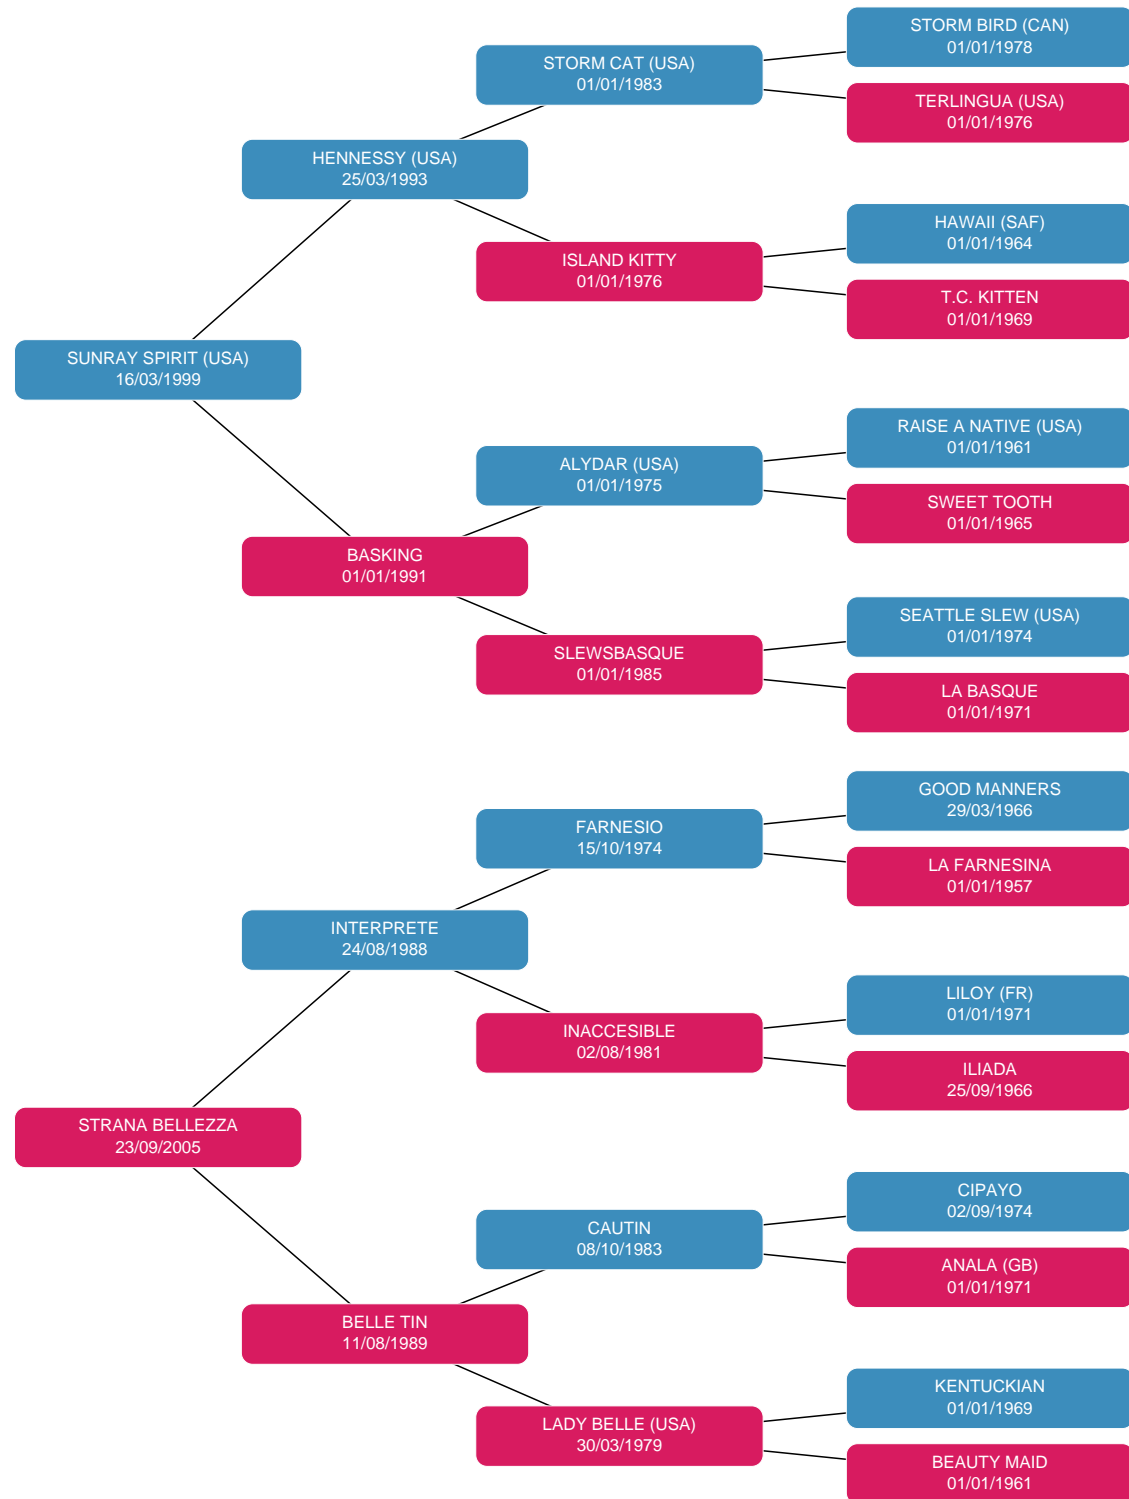 STORM BIRD (CAN)
01/01/1978
STORM CAT (USA)
01/01/1983
TERLINGUA (USA)
01/01/1976
HENNESSY (USA)
25/03/1993
HAWAII (SAF)
01/01/1964
ISLAND KITTY
01/01/1976
T.C. KITTEN
01/01/1969
SUNRAY SPIRIT (USA)
16/03/1999
RAISE A NATIVE (USA)
01/01/1961
ALYDAR (USA)
01/01/1975
SWEET TOOTH
01/01/1965
BASKING
01/01/1991
SEATTLE SLEW (USA)
01/01/1974
SLEWSBASQUE
01/01/1985
LA BASQUE
01/01/1971
GOOD MANNERS
29/03/1966
FARNESIO
15/10/1974
LA FARNESINA
01/01/1957
INTERPRETE
24/08/1988
LILOY (FR)
01/01/1971
INACCESIBLE
02/08/1981
ILIADA
25/09/1966
STRANA BELLEZZA
23/09/2005
CIPAYO
02/09/1974
CAUTIN
08/10/1983
ANALA (GB)
01/01/1971
BELLE TIN
11/08/1989
KENTUCKIAN
01/01/1969
LADY BELLE (USA)
30/03/1979
BEAUTY MAID
01/01/1961